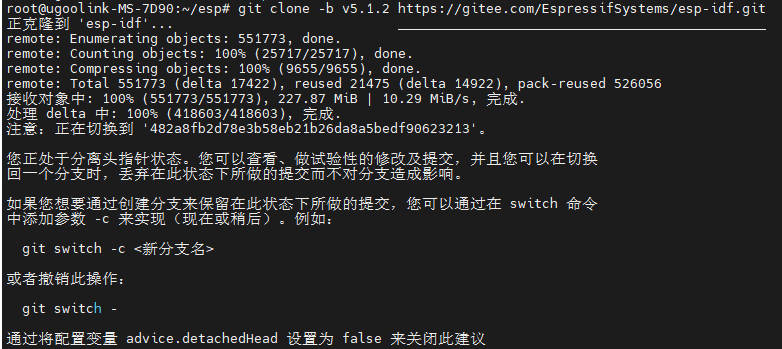 root@ugoolink-MS-7D90:~/esp# git clone -b v5.1.2 https://gitee.com/EspressifSystems/esp-idf.git
正克隆到 'esp-idf'...
remote: Enumerating objects: 551773, done.
remote: Counting objects: 100% (25717/25717), done.
remote: Compressing objects: 100% (9655/9655), done.
remote: Total 551773 (delta 17422), reused 21475 (delta 14922), pack-reused 526056
接收对象中: 100% (551773/551773), 227.87 MiB | 10.29 MiB/s, 完成.
处理 delta 中: 100% (418603/418603), 完成.
注意：正在切换到 '482a8fb2d78e3b58eb21b26da8a5bedf90623213'。
您正处于分离头指针状态。您可以查看、做试验性的修改及提交，并且您可以在切换
回一个分支时，丢弃在此状态下所做的提交而不对分支造成影响。
如果您想要通过创建分支来保留在此状态下所做的提交，您可以通过在 switch 命令
中添加参数 -c 来实现（现在或稍后）。例如：
git switch -c <新分支名>
或者撤销此操作：
git switch -
通过将配置变量 advice.detachedHead 设置为 false 来关闭此建议